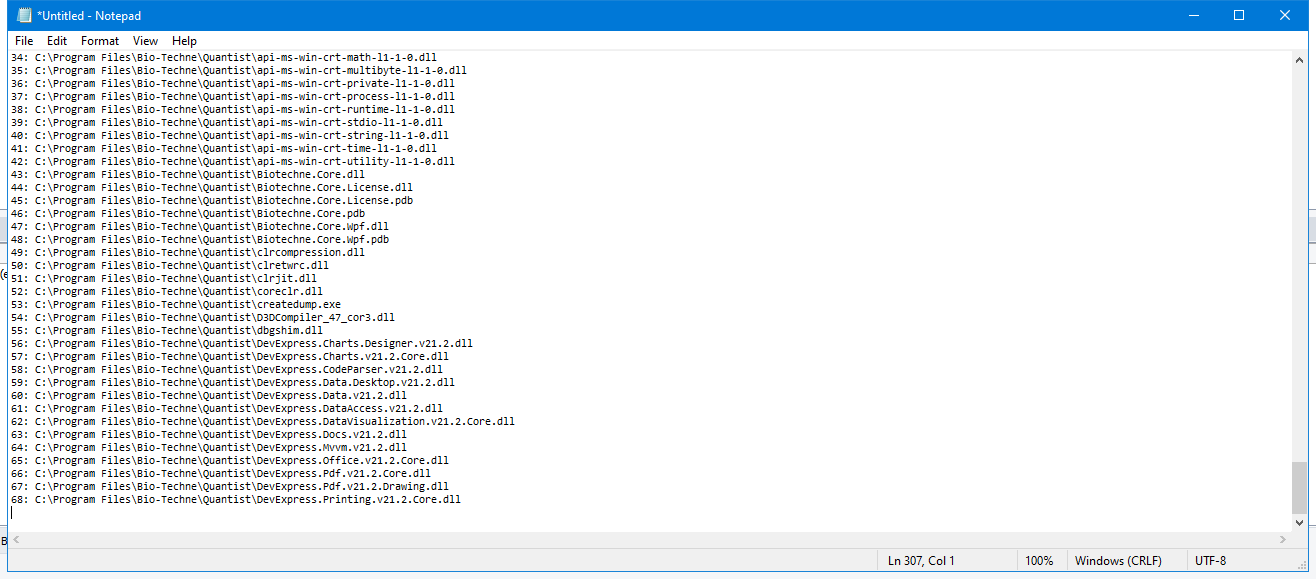 *Untitled - Notepad
File Edit Format View Help
34: C:\Program Files\Bio-Techne\Quantist\api-ms-win-crt-math-l1-1-0.dll
35: C:\Program Files\Bio-Techne\Quantist\api-ms-win-crt-multibyte-l1-1-0.dll
36: C:\Program Files\Bio-Techne\Quantist\api-ms-win-crt-private-l1-1-0.dll
37: C:\Program Files\Bio-Techne\Quantist\api-ms-win-crt-process-l1-1-0.dll
38: C:\Program Files\Bio-Techne\Quantist\api-ms-win-crt-runtime-l1-1-0.dll
39: C:\Program Files\Bio-Techne\Quantist\api-ms-win-crt-stdio-l1-1-0.dll
40: C:\Program Files\Bio-Techne\Quantist\api-ms-win-crt-string-l1-1-0.dll
41: C:\Program Files\Bio-Techne\Quantist\api-ms-win-crt-time-l1-1-0.dll
42: C:\Program Files\Bio-Techne\Quantist\api-ms-win-crt-utility-l1-1-0.dll
43: C:\Program Files\Bio-Techne\Quantist\Biotechne.Core.dll
44: C:\Program Files\Bio-Techne\Quantist\Biotechne.Core.License.dll
45: C:\Program Files\Bio-Techne\Quantist\Biotechne.Core.License.pdb
46: C:\Program Files\Bio-Techne\Quantist\Biotechne.Core.pdb
47: C:\Program Files\Bio-Techne\Quantist\Biotechne.Core.Wpf.dll
48: C:\Program Files\Bio-Techne\Quantist\Biotechne.Core.Wpf.pdb
49: C:\Program Files\Bio-Techne\Quantist\clrcompression.dll
50: C:\Program Files\Bio-Techne\Quantist\clretwrc.dll
51: C:\Program Files\Bio-Techne\Quantist\clrjit.dll
52: C:\Program Files\Bio-Techne\Quantist\coreclr.dll
53: C:\Program Files\Bio-Techne\Quantist\createdump.exe
54: C:\Program Files\Bio-Techne\Quantist\D3DCompiler_47_cor3.dll
55: C:\Program Files\Bio-Techne\Quantist\dbgshim.dll
56: C:\Program Files\Bio-Techne\Quantist\DevExpress.Charts.Designer.v21.2.dll
57: C:\Program Files\Bio-Techne\Quantist\DevExpress.Charts.v21.2.Core.dll
58: C:\Program Files\Bio-Techne\Quantist\DevExpress.CodeParser.v21.2.dll
59: C:\Program Files\Bio-Techne\Quantist\DevExpress.Data.Desktop.v21.2.dll
60: C:\Program Files\Bio-Techne\Quantist\DevExpress.Data.v21.2.dll
61: C:\Program Files\Bio-Techne\Quantist\DevExpress.DataAccess.v21.2.dll
62: C:\Program Files\Bio-Techne\Quantist\DevExpress.DataVisualization.v21.2.Core.dll
63: C:\Program Files\Bio-Techne\Quantist\DevExpress.Docs.v21.2.dll
64: C:\Program Files\Bio-Techne\Quantist\DevExpress.Mvvm.v21.2.dll
65: C:\Program Files\Bio-Techne\Quantist\DevExpress.Office.v21.2.Core.dll
66: C:\Program Files\Bio-Techne\Quantist\DevExpress.Pdf.v21.2.Core.dll
67: C:\Program Files\Bio-Techne\Quantist\DevExpress.Pdf.v21.2.Drawing.dll
68: C:\Program Files\Bio-Techne\Quantist\DevExpress.Printing.v21.2.Core.dll
Ln 307, Col 1 100% Windows (CRLF) UTF-8